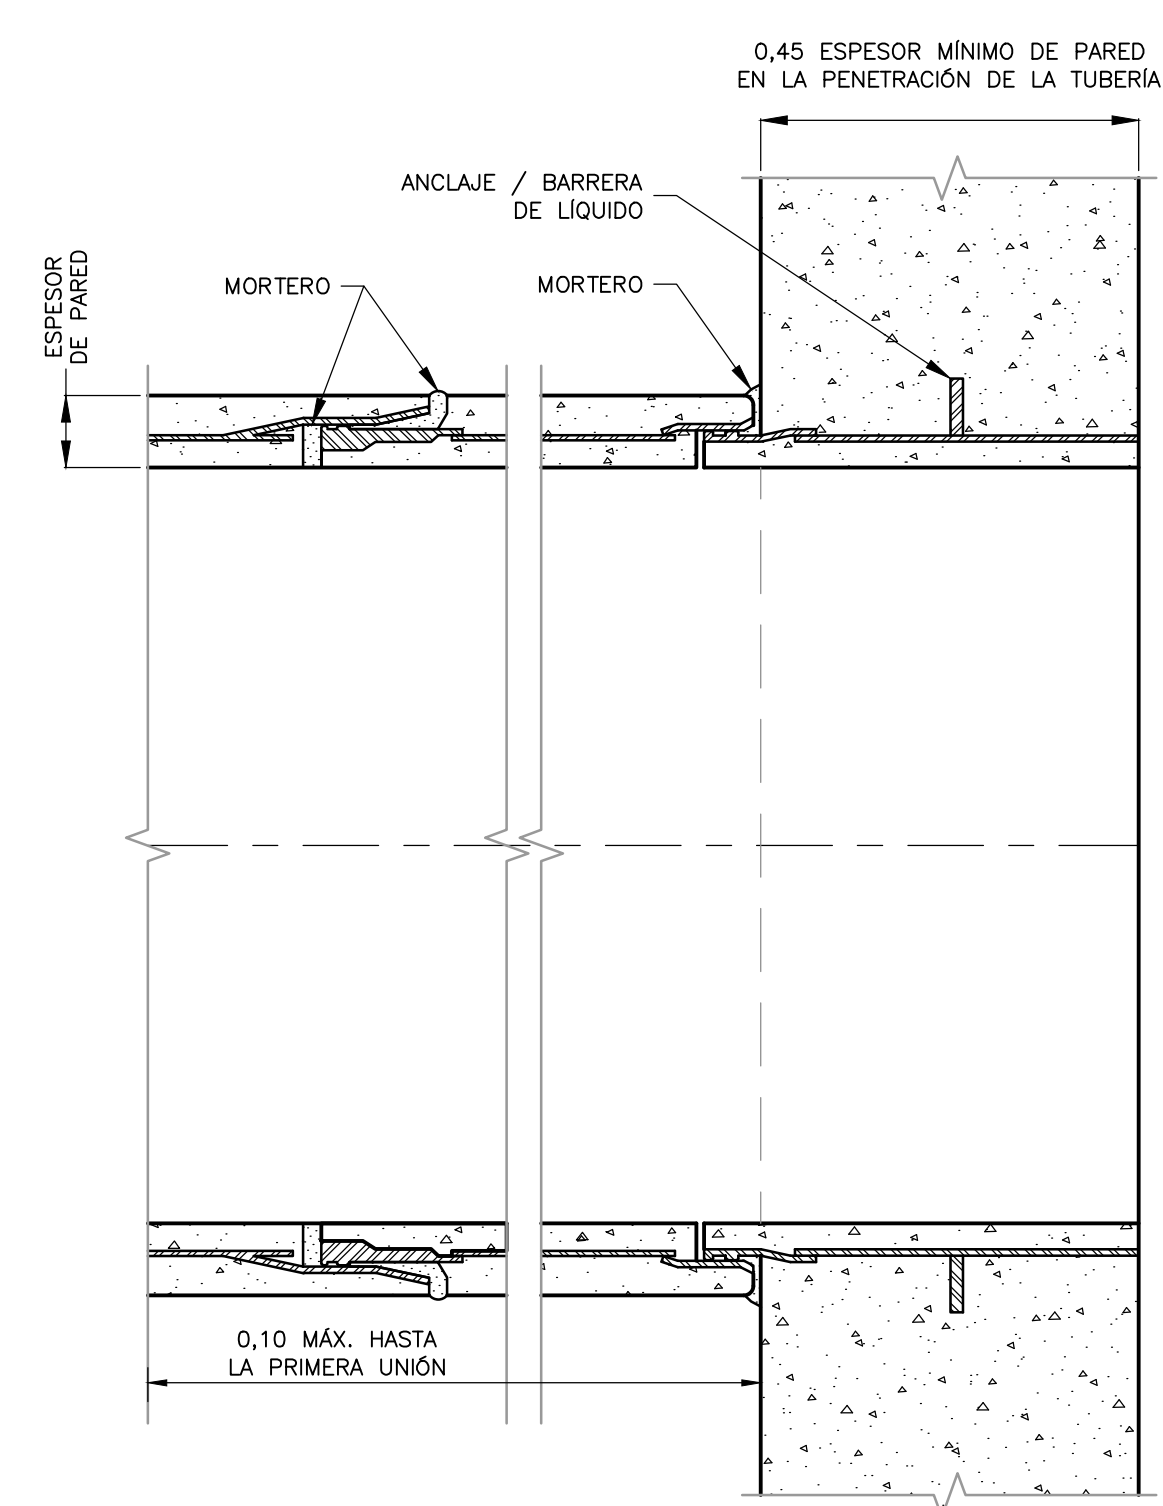 0,45 ESPESOR MÍNIMO DE PARED
EN LA PENETRACIÓN DE LA TUBERÍA
ANCLAJE / BARRERA
DE LÍQUIDO
ESPESOR
DE PARED
MORTERO
MORTERO
0,10 MÁX. HASTA
LA PRIMERA UNIÓN